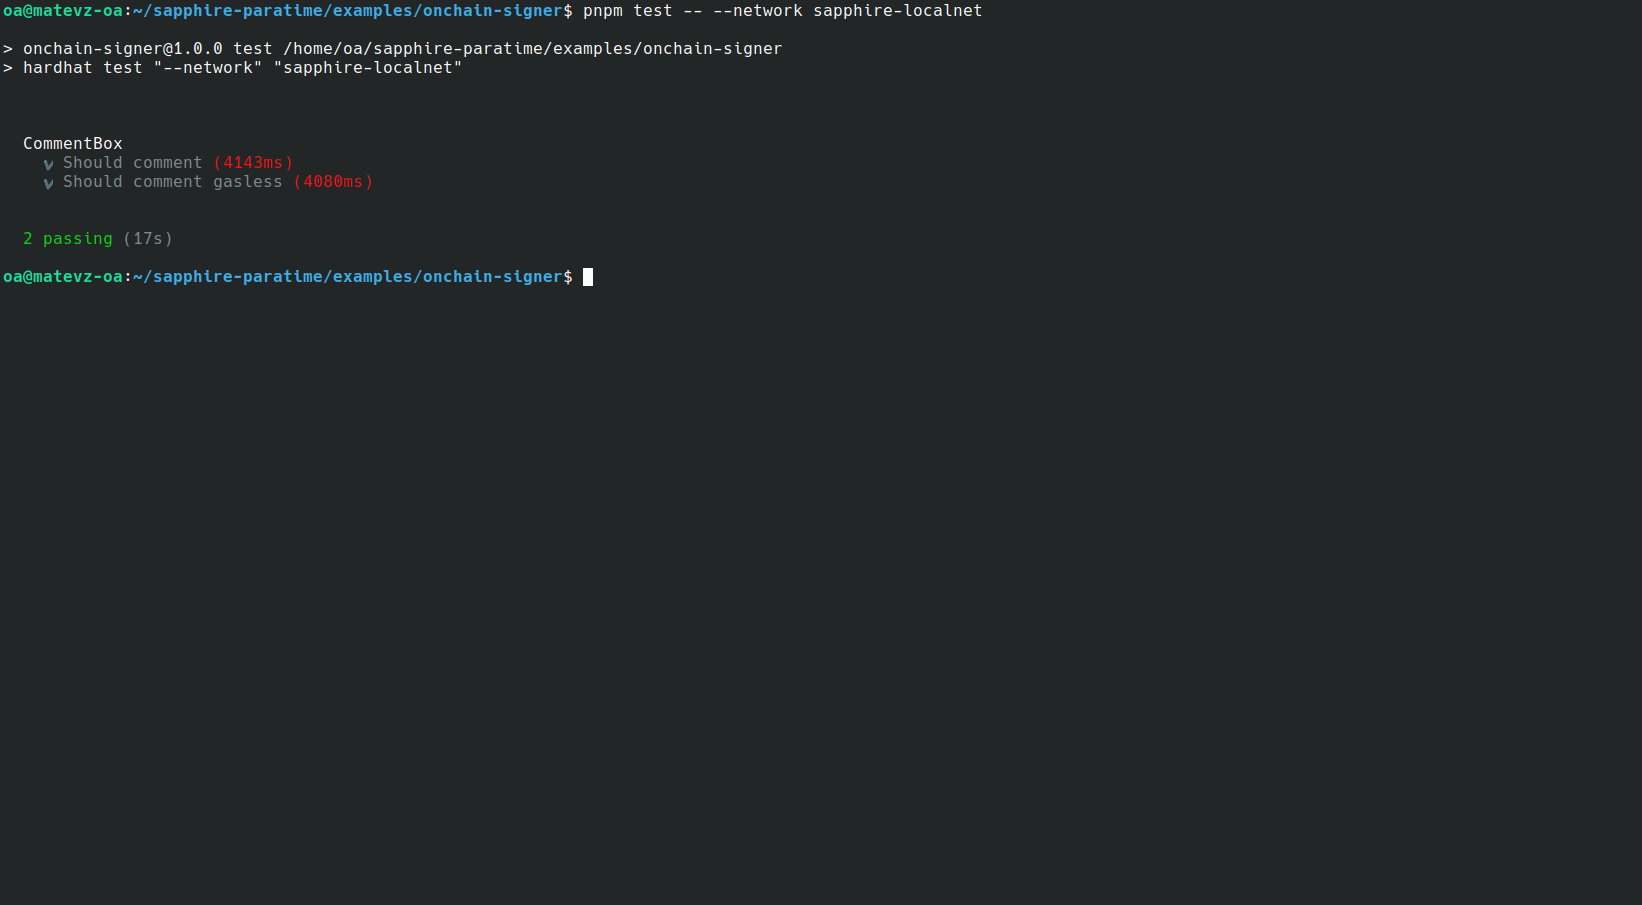 oa@matevz-oa:~/sapphire-paratime/examples/onchain-signer$ pnpm test -- --network sapphire-localnet
> onchain-signer@1.0.0 test /home/oa/sapphire-paratime/examples/onchain-signer
> hardhat test "--network" "sapphire-localnet"
CommentBox
✔ Should comment (4143ms)
✔ Should comment gasless (4080ms)
2 passing (17s)
oa@matevz-oa:~/sapphire-paratime/examples/onchain-signer$